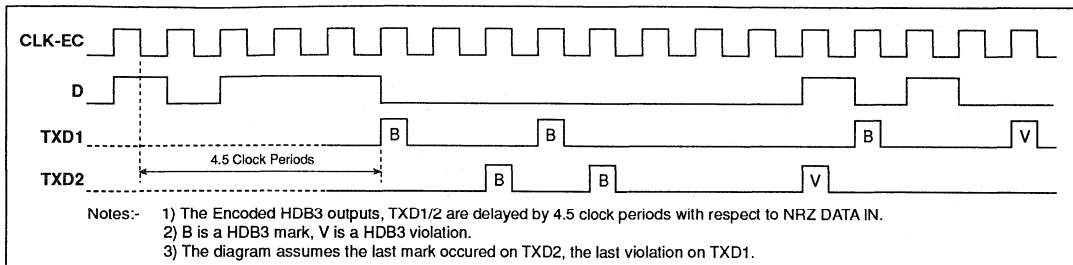 CLK-EC
D
TXD1 B B B V
4.5 Clock Periods
TXD2 B B V
Notes:- 1) The Encoded HDB3 outputs, TXD1/2 are delayed by 4.5 clock periods with respect to NRZ DATA IN.
2) B is a HDB3 mark, V is a HDB3 violation.
3) The diagram assumes the last mark occured on TXD2, the last violation on TXD1.